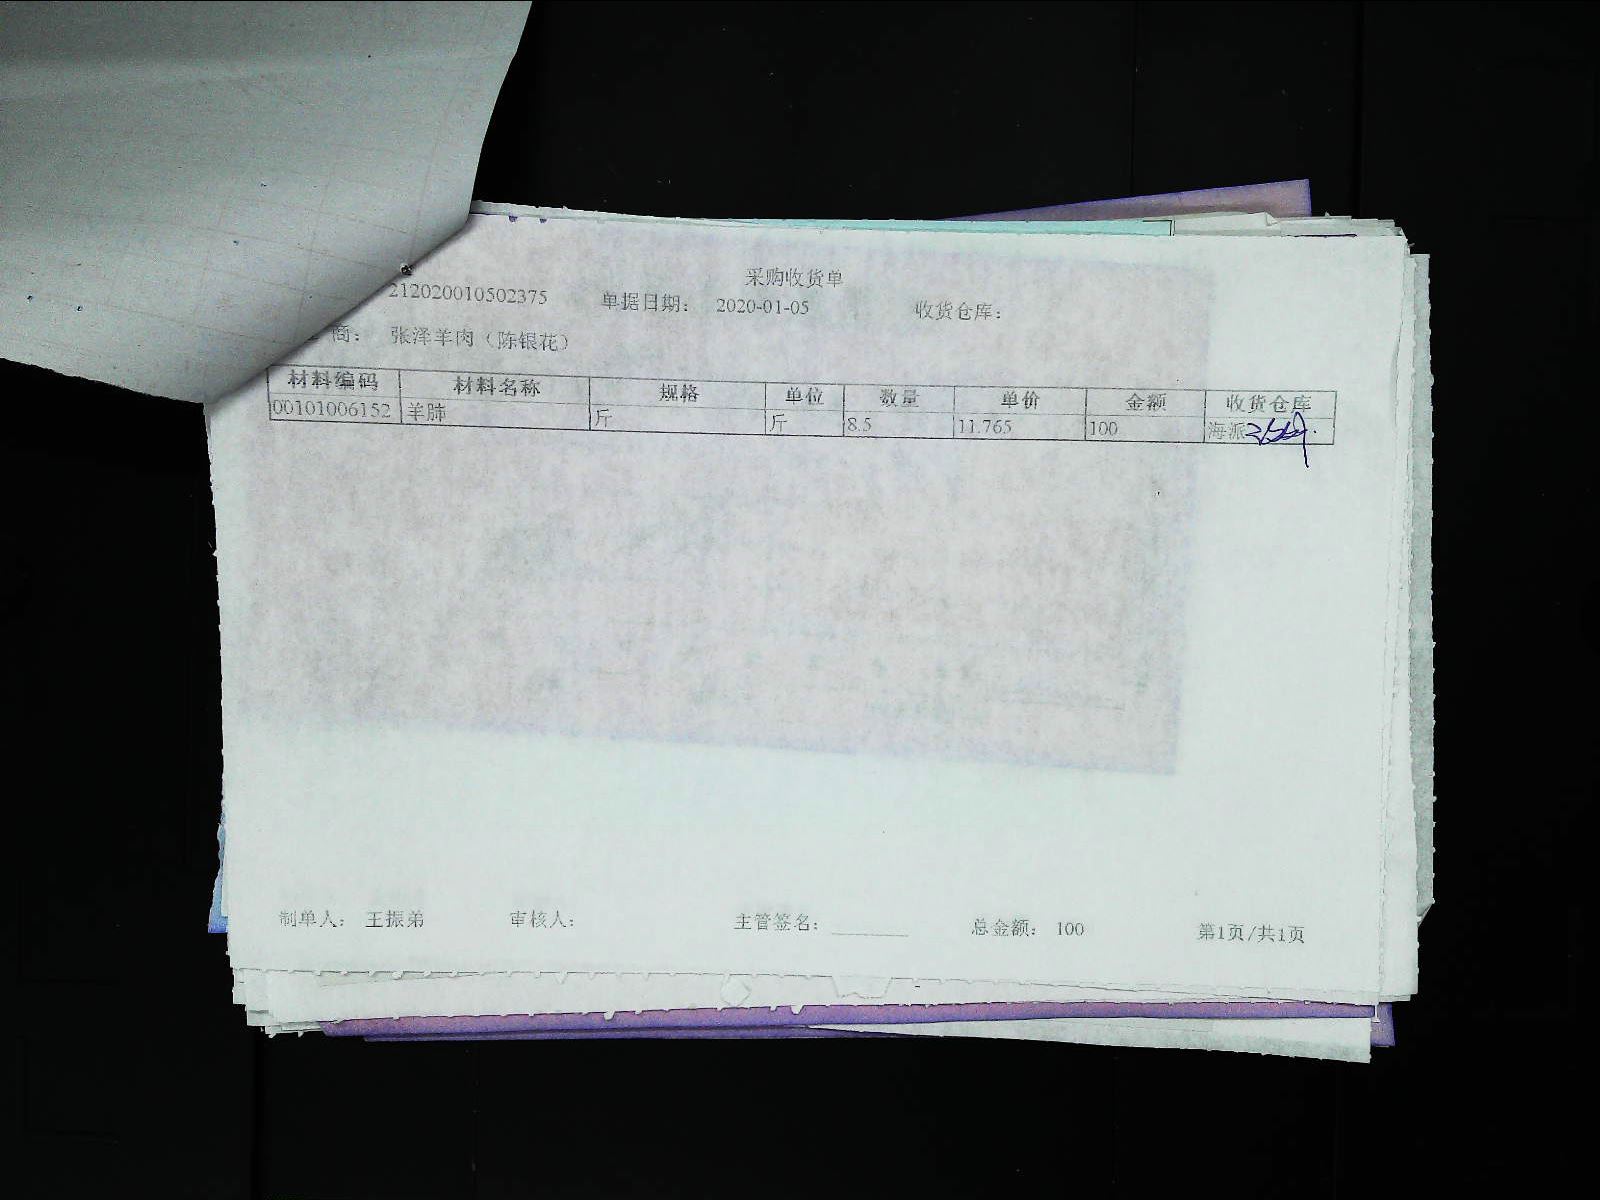 采购收货单
212020010502375 单据日期: 2020-01-05 收货仓库:
商: 张泽羊肉（陈银花）
材料编码 材料名称 规格 单位 数量 单价 金额 收货仓库
00101006152 羊肺 斤 斤 8.5 11.765 100 海派
制单人: 王振弟 审核人: 主管签名: 总金额: 100 第1页/共1页